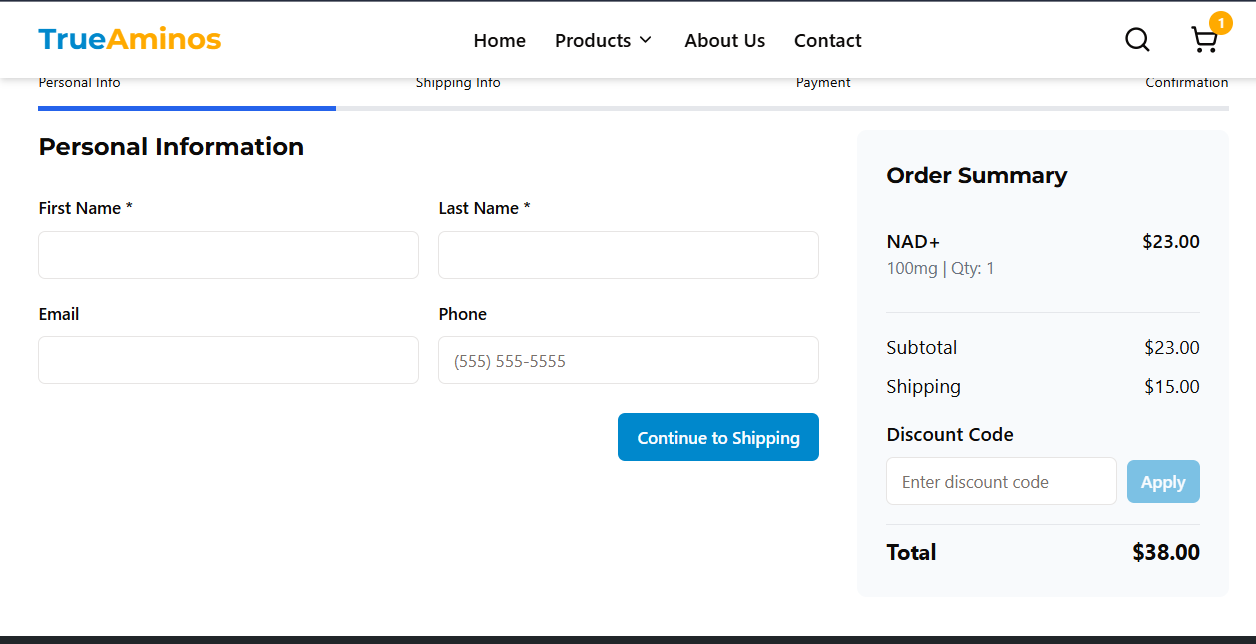 TrueAminos
Home Products About Us Contact
1
Personal Info Shipping Info Payment Confirmation
Personal Information
First Name * Last Name *
Email Phone
(555) 555-5555
Continue to Shipping
Order Summary
NAD+ $23.00
100mg | Qty: 1
Subtotal $23.00
Shipping $15.00
Discount Code
Enter discount code Apply
Total $38.00